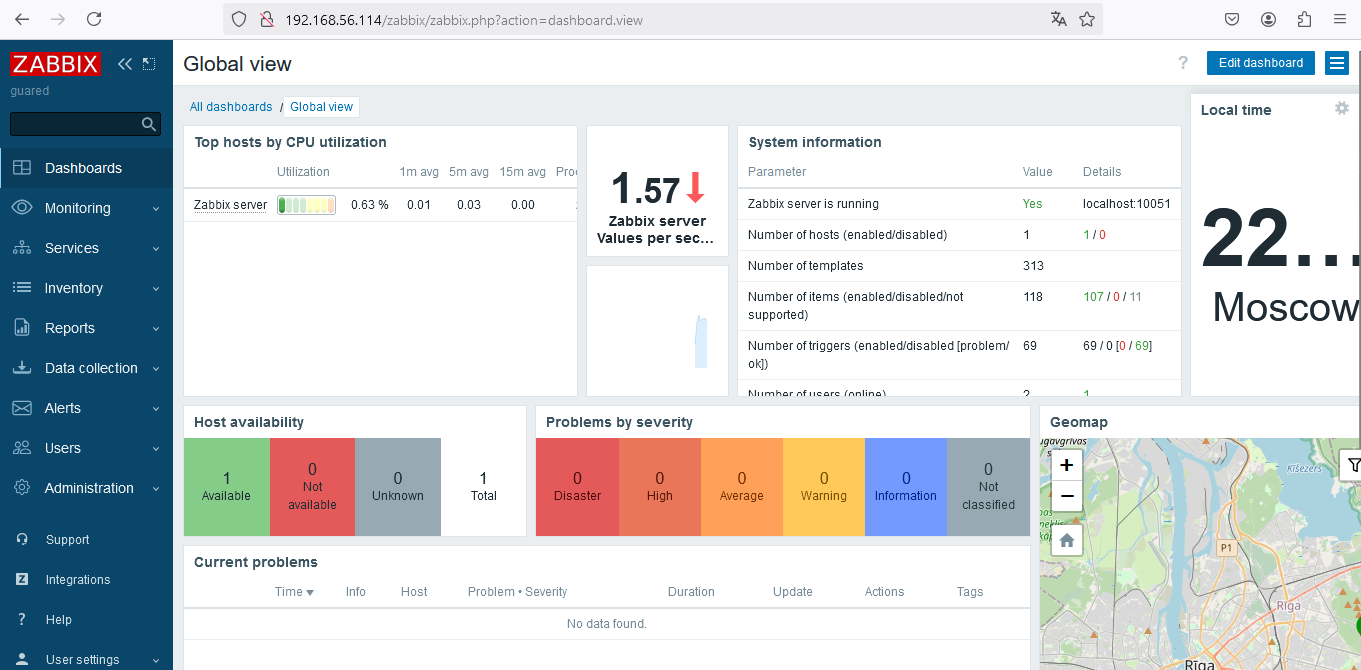 192.168.56.114/zabbix/zabbix.php?action=dashboard.view
ZABBIX
guared
Dashboards
Monitoring
Services
Inventory
Reports
Data collection
Alerts
Users
Administration
Support
Z Integrations
? Help
User settings
Global view
? Edit dashboard
All dashboards / Global view
Top hosts by CPU utilization
Utilization 1m avg 5m avg 15m avg
Zabbix server 0.63 % 0.01 0.03 0.00
1.57
Zabbix server
Values per sec...
System information
Parameter Value Details
Zabbix server is running Yes localhost:10051
Number of hosts (enabled/disabled) 1 1 / 0
Number of templates 313
Number of items (enabled/disabled/not
supported) 118 107 / 0 / 11
Number of triggers (enabled/disabled [problem/
ok]) 69 69 / 0 [0 / 69]
Number of users (online) 2 1
Local time
22...
Moscow
Host availability
1
Available
0
Not
available
0
Unknown
1
Total
Problems by severity
0
Disaster
0
High
0
Average
0
Warning
0
Information
0
Not
classified
Geomap
+
−
Ķīšezers
P1
Rīga
Rīga
Current problems
Time Info Host Problem • Severity Duration Update Actions Tags
No data found.